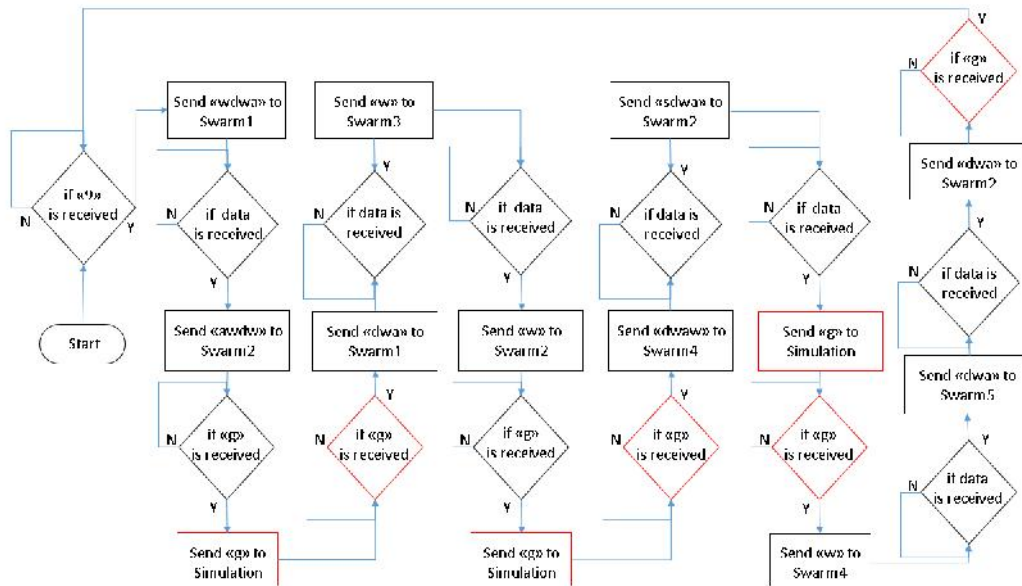 if «9»
is received
N
Y
Start
Send «wdwa» to
Swarm1
N
if data
is received
Y
Send «awdw» to
Swarm2
N
if «g»
is received
Y
Send «g» to
Simulation
Send «w» to
Swarm3
Y
if data is
received
N
Send «dwa» to
Swarm1
Y
N
if «g»
is received
Y
N
if data
is received
Y
Send «w» to
Swarm2
N
if «g»
is received
Y
Send «g» to
Simulation
Send «sdwa» to
Swarm2
Y
N
if data is
received
Send «dwaw» to
Swarm4
Y
N
if «g»
is received
Y
N
if data
is received
Y
Send «g» to
Simulation
N
if «g»
is received
Y
Send «w» to
Swarm4
Y
N
if «g»
is received
Send «dwa» to
Swarm2
Y
N
if data is
received
Send «dwa» to
Swarm5
Y
N
if data
is received